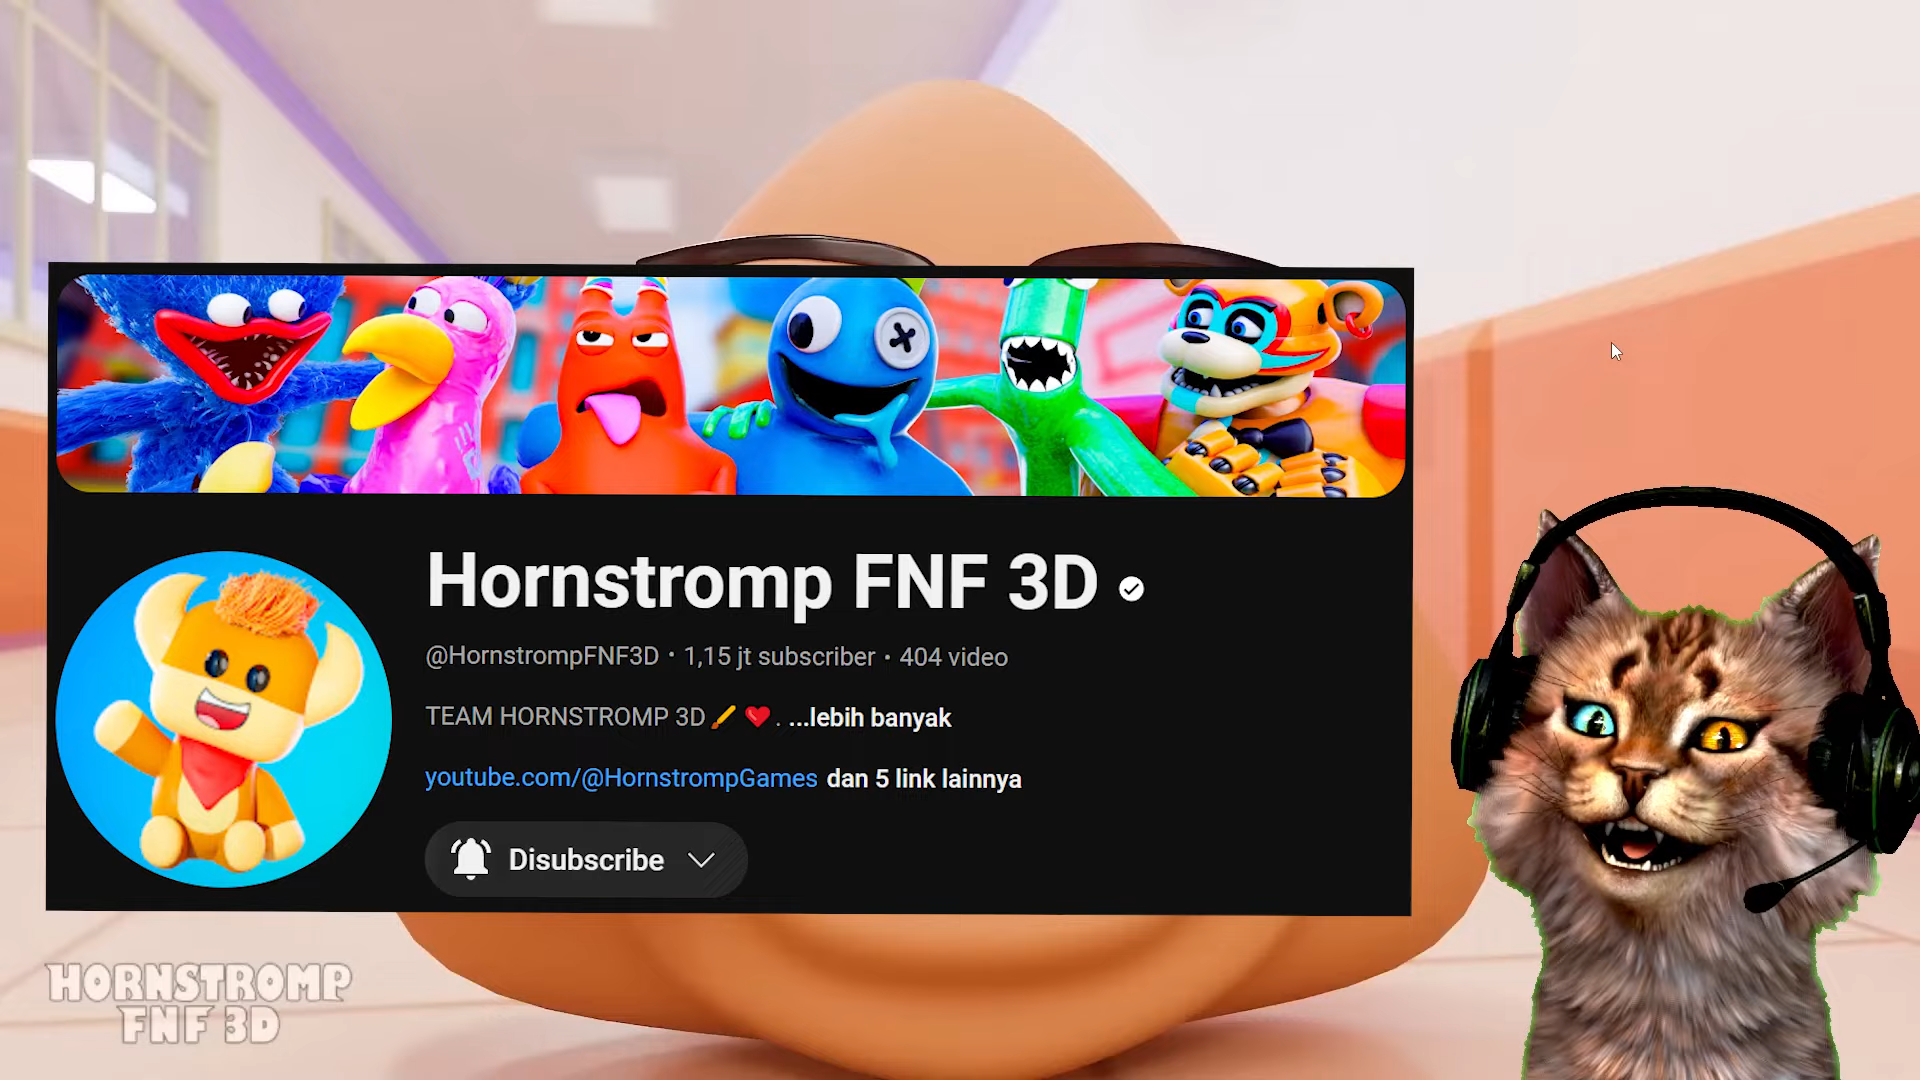 Hornstromp FNF 3D
@HornstrompFNF3D • 1,15 jt subscriber • 404 video
TEAM HORNSTROMP 3D🖌️ ❤️ . ...lebih banyak
youtube.com/@HornstrompGames dan 5 link lainnya
Disubscribe
HORNSTROMP
FNF 3D